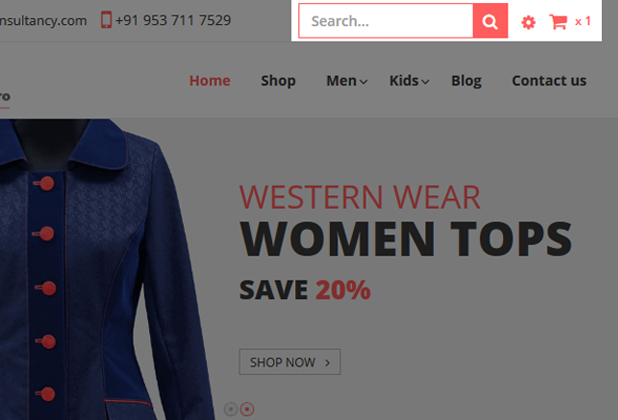 nsultancy.com +91 953 711 7529
Search... x 1
Home Shop Men Kids Blog Contact us
ro
WESTERN WEAR
WOMEN TOPS
SAVE 20%
SHOP NOW